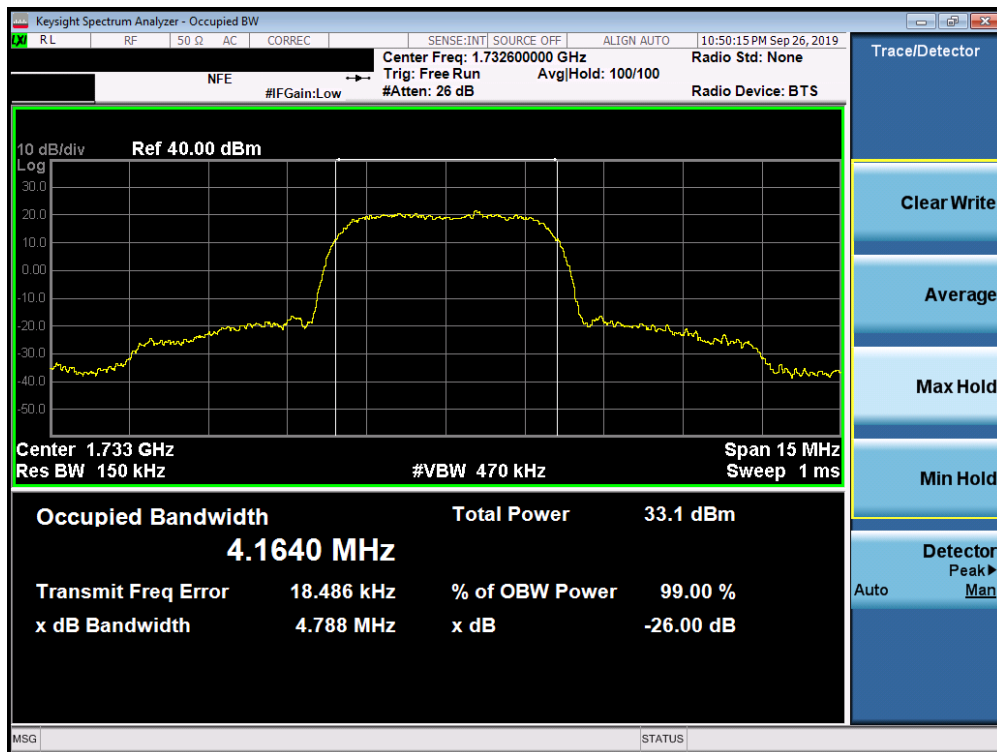 Keysight Spectrum Analyzer - Occupied BW
LXI RL RF 50 Ω AC CORREC SENSE:INT SOURCE OFF ALIGN AUTO 10:50:15 PM Sep 26, 2019
Center Freq: 1.732600000 GHz Radio Std: None
NFE Trig: Free Run Avg|Hold: 100/100
#IFGain:Low #Atten: 26 dB Radio Device: BTS
Trace/Detector
10 dB/div Ref 40.00 dBm
Log
30.0
20.0
10.0
0.00
-10.0
-20.0
-30.0
-40.0
-50.0
Center 1.733 GHz Span 15 MHz
Res BW 150 kHz #VBW 470 kHz Sweep 1 ms
Occupied Bandwidth Total Power 33.1 dBm
4.1640 MHz
Transmit Freq Error 18.486 kHz % of OBW Power 99.00 %
x dB Bandwidth 4.788 MHz x dB -26.00 dB
Clear Write
Average
Max Hold
Min Hold
Detector
Peak▶
Auto Man
MSG STATUS